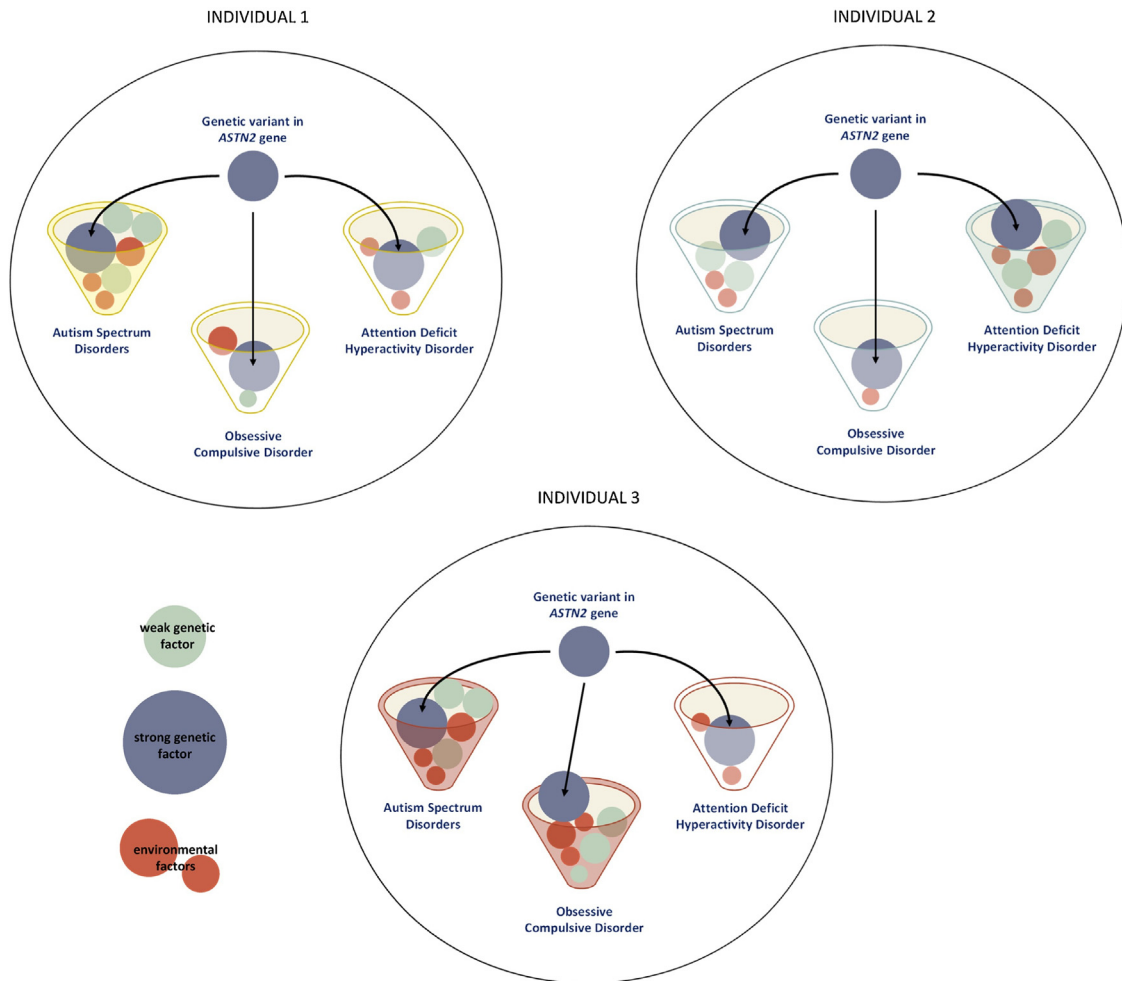 INDIVIDUAL 1
Genetic variant in
ASTN2 gene
Autism Spectrum
Disorders
Attention Deficit
Hyperactivity Disorder
Obsessive
Compulsive Disorder
INDIVIDUAL 2
Genetic variant in
ASTN2 gene
Autism Spectrum
Disorders
Attention Deficit
Hyperactivity Disorder
Obsessive
Compulsive Disorder
INDIVIDUAL 3
Genetic variant in
ASTN2 gene
Autism Spectrum
Disorders
Attention Deficit
Hyperactivity Disorder
Obsessive
Compulsive Disorder
weak genetic
factor
strong genetic
factor
environmental
factors